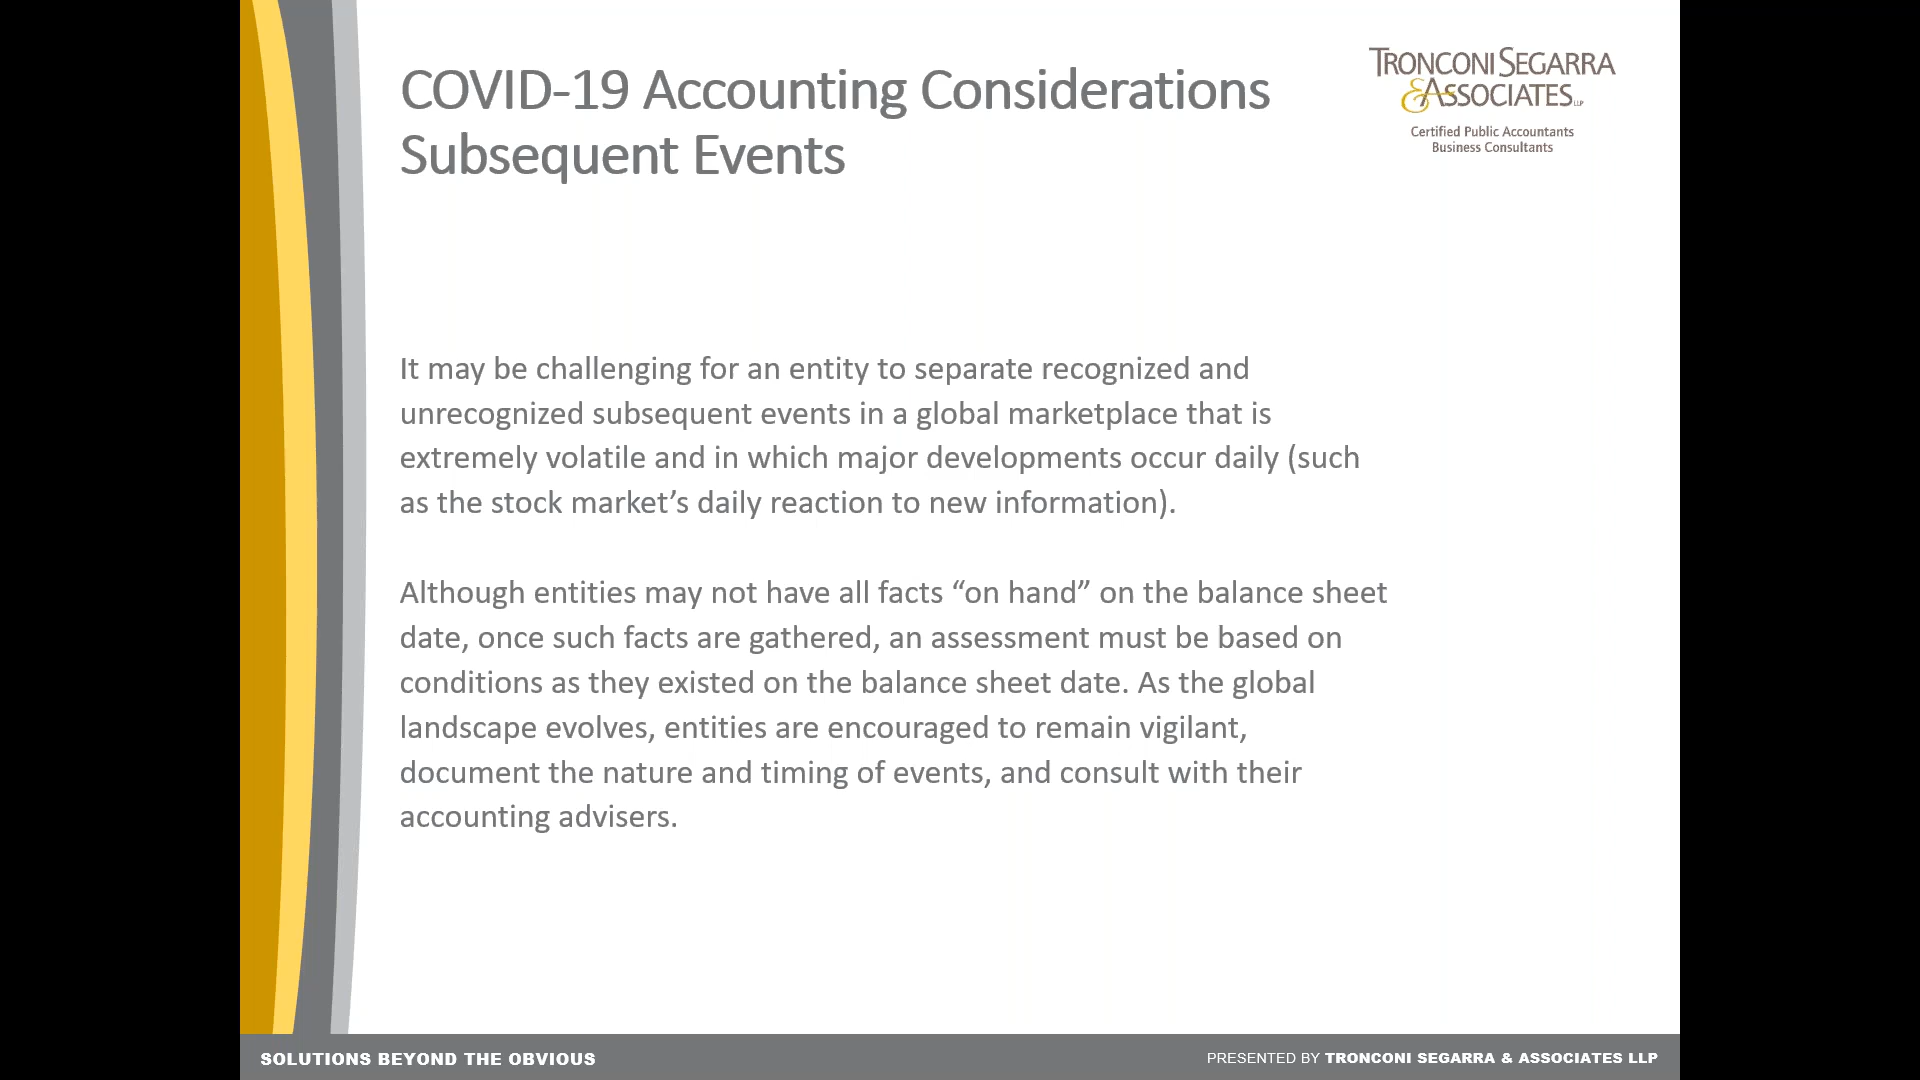 COVID-19 Accounting Considerations
Subsequent Events
TRONCONI SEGARRA
& ASSOCIATES LLP
Certified Public Accountants
Business Consultants
It may be challenging for an entity to separate recognized and
unrecognized subsequent events in a global marketplace that is
extremely volatile and in which major developments occur daily (such
as the stock market’s daily reaction to new information).
Although entities may not have all facts “on hand” on the balance sheet
date, once such facts are gathered, an assessment must be based on
conditions as they existed on the balance sheet date. As the global
landscape evolves, entities are encouraged to remain vigilant,
document the nature and timing of events, and consult with their
accounting advisers.
SOLUTIONS BEYOND THE OBVIOUS
PRESENTED BY TRONCONI SEGARRA & ASSOCIATES LLP